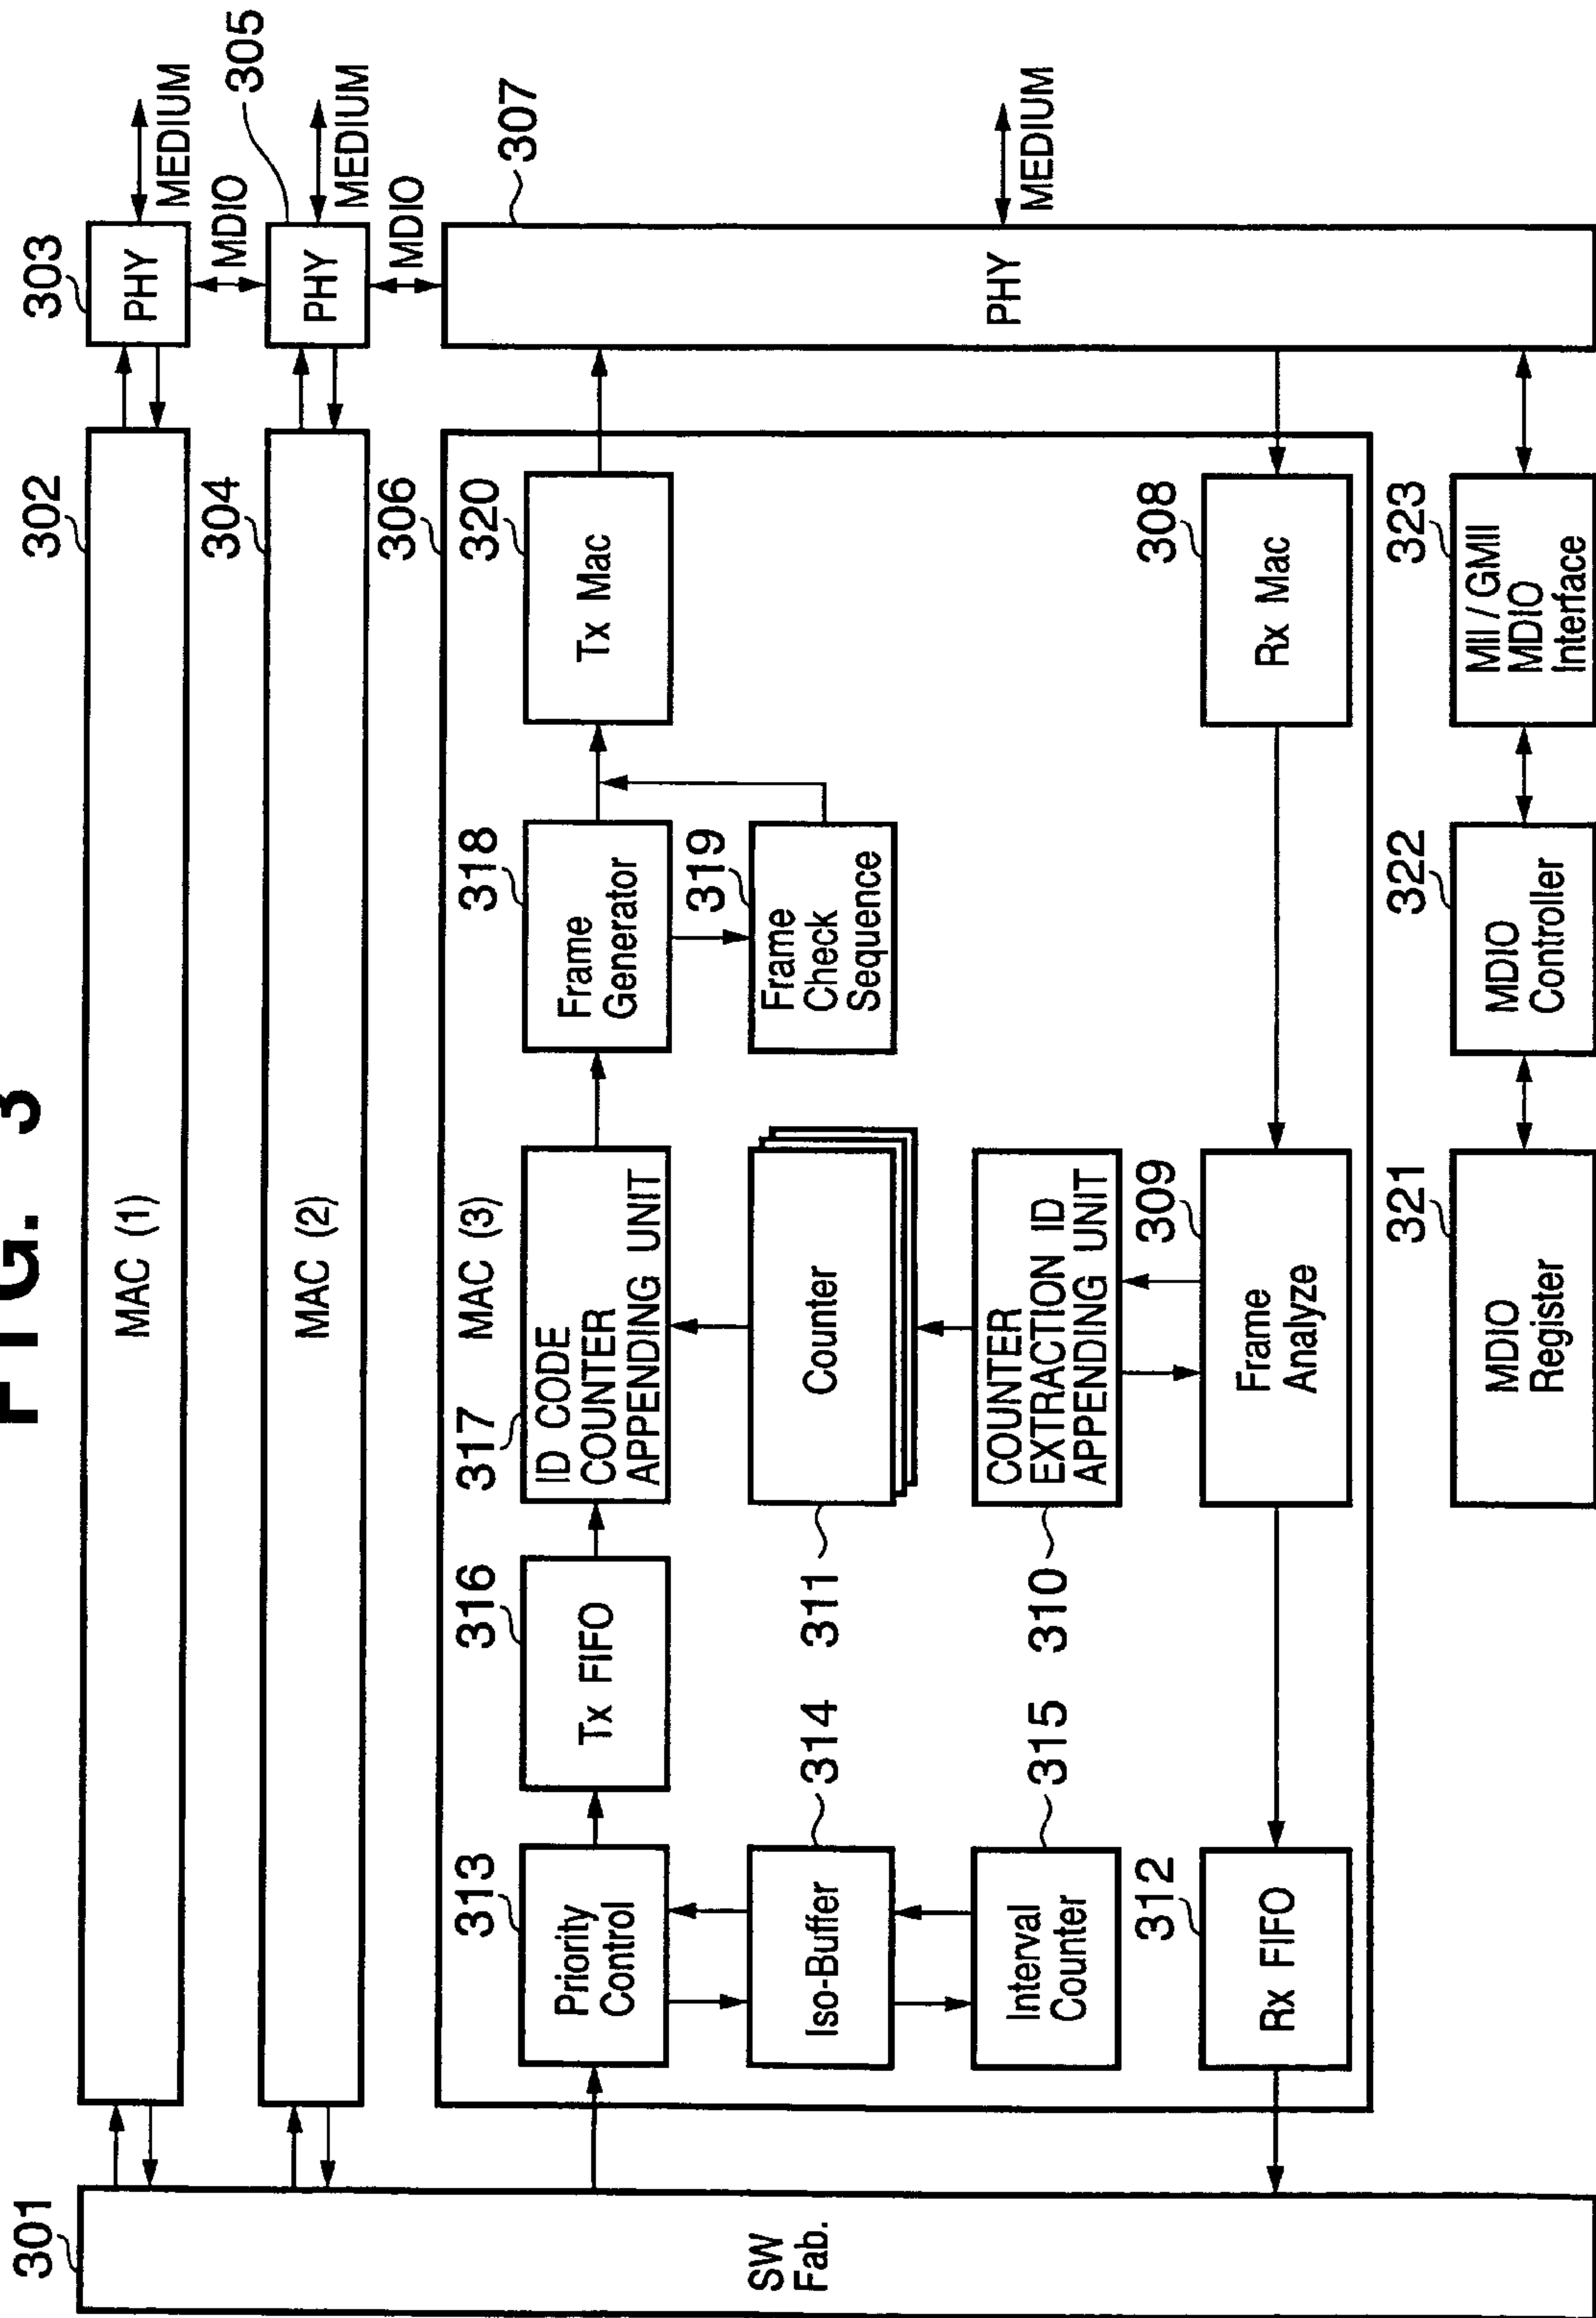 FIG. 3
301
SW
Fab.
302
MAC (1)
303
PHY
MEDIUM
MDIO
304
MAC (2)
305
PHY
MEDIUM
MDIO
306
MAC (3)
307
PHY
MEDIUM
313
Priority
Control
316
Tx FIFO
317
ID CODE
COUNTER
APPENDING UNIT
318
Frame
Generator
320
Tx Mac
314
Iso-Buffer
311
Counter
319
Frame
Check
Sequence
315
Interval
Counter
310
COUNTER
EXTRACTION ID
APPENDING UNIT
312
Rx FIFO
309
Frame
Analyze
308
Rx Mac
321
MDIO
Register
322
MDIO
Controller
323
MII / GMII
MDIO
Interface